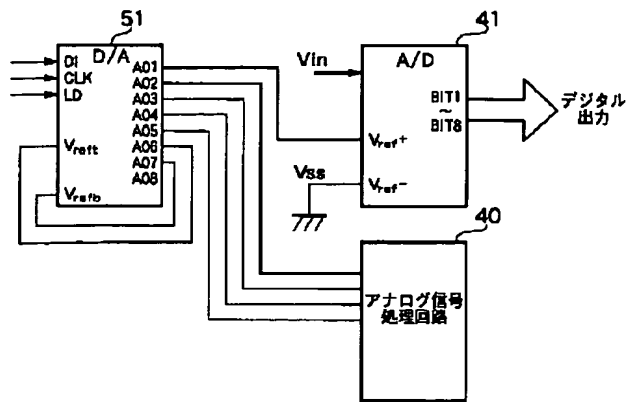 51
D/A
DI
CLK
LD
Vreft
Vrefb
A01
A02
A03
A04
A05
A06
A07
A08
Vin
Vss
41
A/D
BIT1
~
BIT8
Vref+
Vref-
デジタル
出力
40
アナログ信号
処理回路